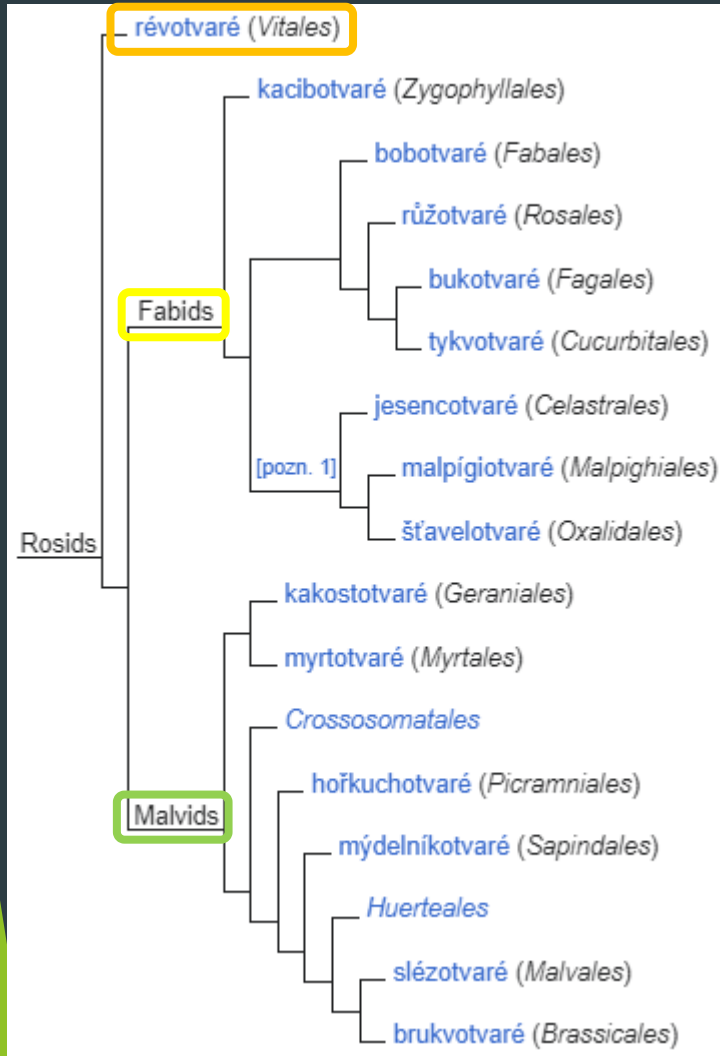 révotvaré (Vitales)
kacibotvaré (Zygophyllales)
bobotvaré (Fabales)
růžotvaré (Rosales)
bukotvaré (Fagales)
Fabids
tykvotvaré (Cucurbitales)
jesencotvaré (Celastrales)
[pozn. 1]
malpígiotvaré (Malpighiales)
šťavelotvaré (Oxalidales)
Rosids
kakostotvaré (Geraniales)
myrtotvaré (Myrtales)
Crossosomatales
hořkuchotvaré (Picramniales)
Malvids
mýdelníkotvaré (Sapindales)
Huerteales
slézotvaré (Malvales)
brukvotvaré (Brassicales)